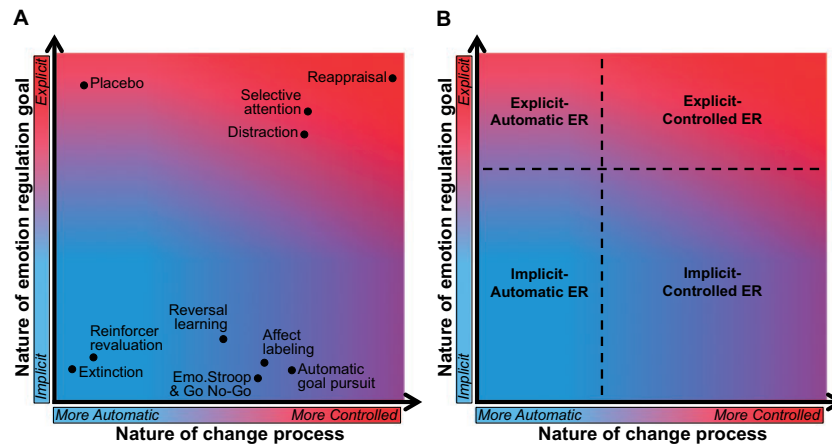 A
Nature of emotion regulation goal
Explicit
Implicit
Placebo
Reappraisal
Selective
attention
Distraction
Reversal
learning
Reinforcer
revaluation
Extinction
Affect
labeling
Emo.Stroop
& Go No-Go
Automatic
goal pursuit
More Automatic
More Controlled
Nature of change process
B
Nature of emotion regulation goal
Explicit
Implicit
Explicit-
Automatic ER
Explicit-
Controlled ER
Implicit-
Automatic ER
Implicit-
Controlled ER
More Automatic
More Controlled
Nature of change process